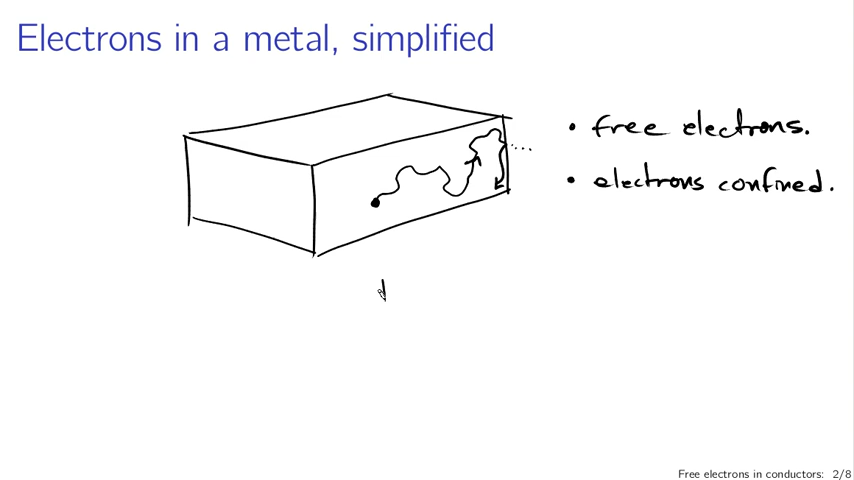 Electrons in a metal, simplified
• free electrons.
• electrons confined.
Free electrons in conductors: 2/8